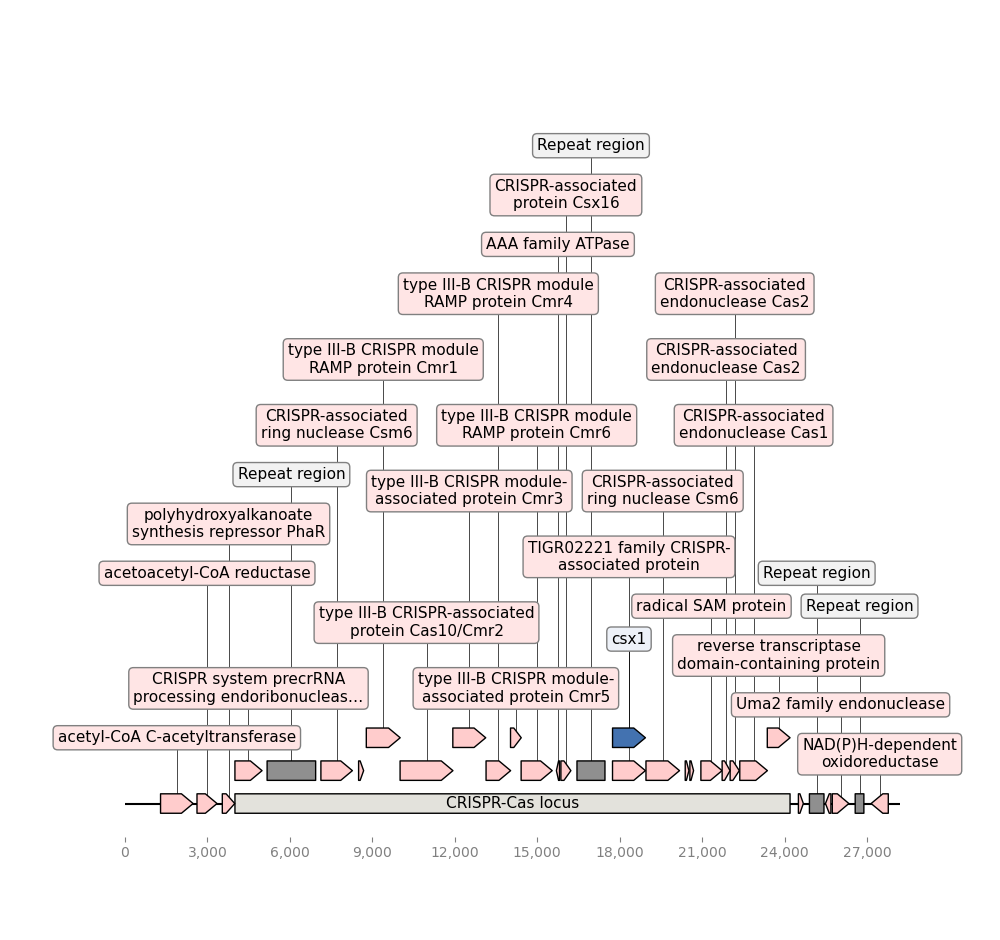 Repeat region
CRISPR-associated
protein Csx16
AAA family ATPase
type III-B CRISPR module
RAMP protein Cmr4
CRISPR-associated
endonuclease Cas2
type III-B CRISPR module
RAMP protein Cmr1
CRISPR-associated
endonuclease Cas2
CRISPR-associated
ring nuclease Csm6
type III-B CRISPR module
RAMP protein Cmr6
CRISPR-associated
endonuclease Cas1
Repeat region
type III-B CRISPR module-
associated protein Cmr3
CRISPR-associated
ring nuclease Csm6
polyhydroxyalkanoate
synthesis repressor PhaR
TIGR02221 family CRISPR-
associated protein
acetoacetyl-CoA reductase
Repeat region
type III-B CRISPR-associated
protein Cas10/Cmr2
radical SAM protein
Repeat region
csx1
reverse transcriptase
domain-containing protein
CRISPR system precrRNA
processing endoribonucleas...
type III-B CRISPR module-
associated protein Cmr5
Uma2 family endonuclease
acetyl-CoA C-acetyltransferase
NAD(P)H-dependent
oxidoreductase
CRISPR-Cas locus
0 3,000 6,000 9,000 12,000 15,000 18,000 21,000 24,000 27,000